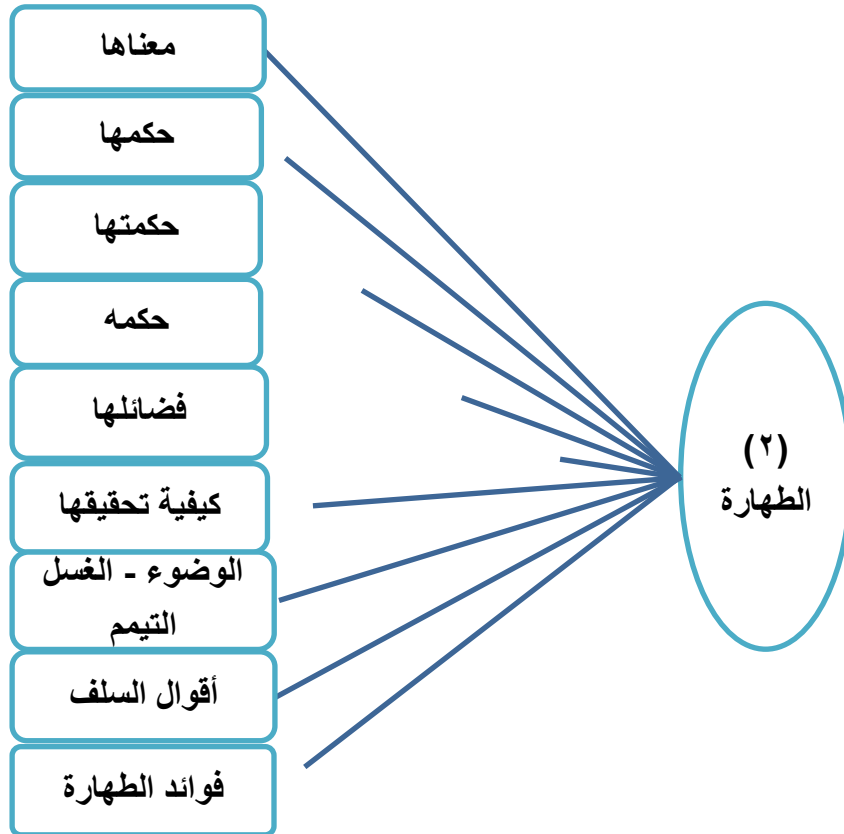 (٢)
الطهارة
معناها
حكمها
حكمتها
حكمه
فضائلها
كيفية تحقيقها
الوضوء - الغسل
التيمم
أقوال السلف
فوائد الطهارة